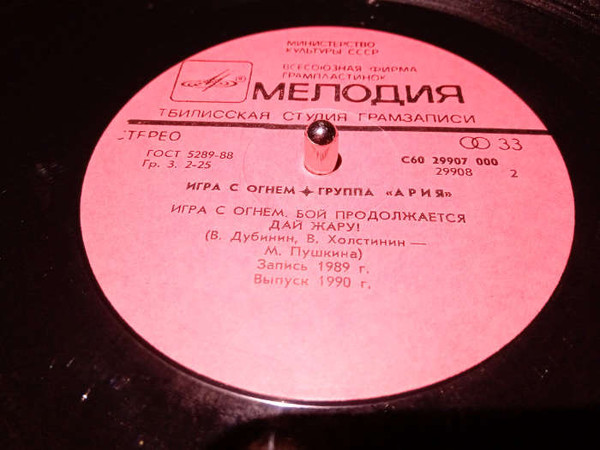 МИНИСТЕРСТВО
КУЛЬТУРЫ СССР
ВСЕСОЮЗНАЯ ФИРМА
ГРАМПЛАСТИНОК
МЕЛОДИЯ
ТБИЛИССКАЯ СТУДИЯ ГРАМЗАПИСИ
СТЕРЕО 33
ГОСТ 5289-88 С60 29907 000
Гр. 3. 2-25 29908 2
ИГРА С ОГНЕМ ГРУППА «АРИЯ»
ИГРА С ОГНЕМ. БОЙ ПРОДОЛЖАЕТСЯ
ДАЙ ЖАРУ!
(В. Дубинин, В. Холстинин —
М. Пушкина)
Запись 1989 г.
Выпуск 1990 г.